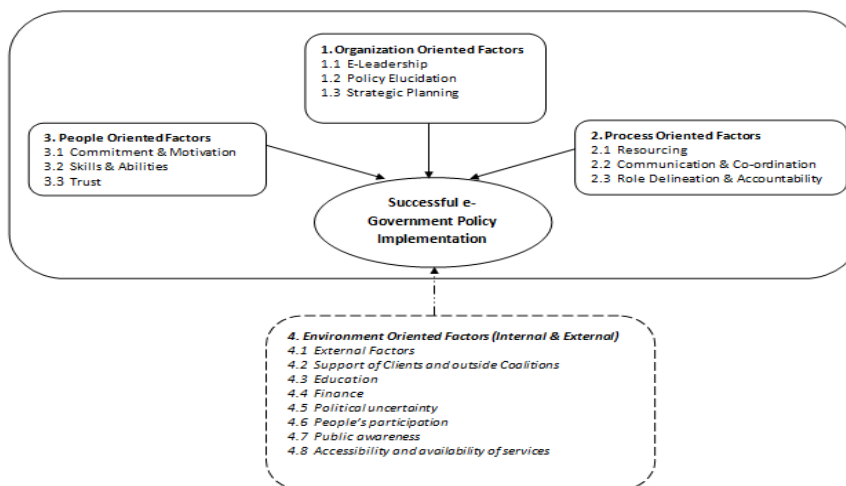 1. Organization Oriented Factors
1.1 E-Leadership
1.2 Policy Elucidation
1.3 Strategic Planning
3. People Oriented Factors
3.1 Commitment & Motivation
3.2 Skills & Abilities
3.3 Trust
2. Process Oriented Factors
2.1 Resourcing
2.2 Communication & Co-ordination
2.3 Role Delineation & Accountability
Successful e-
Government Policy
Implementation
4. Environment Oriented Factors (Internal & External)
4.1 External Factors
4.2 Support of Clients and outside Coalitions
4.3 Education
4.4 Finance
4.5 Political uncertainty
4.6 People's participation
4.7 Public awareness
4.8 Accessibility and availability of services